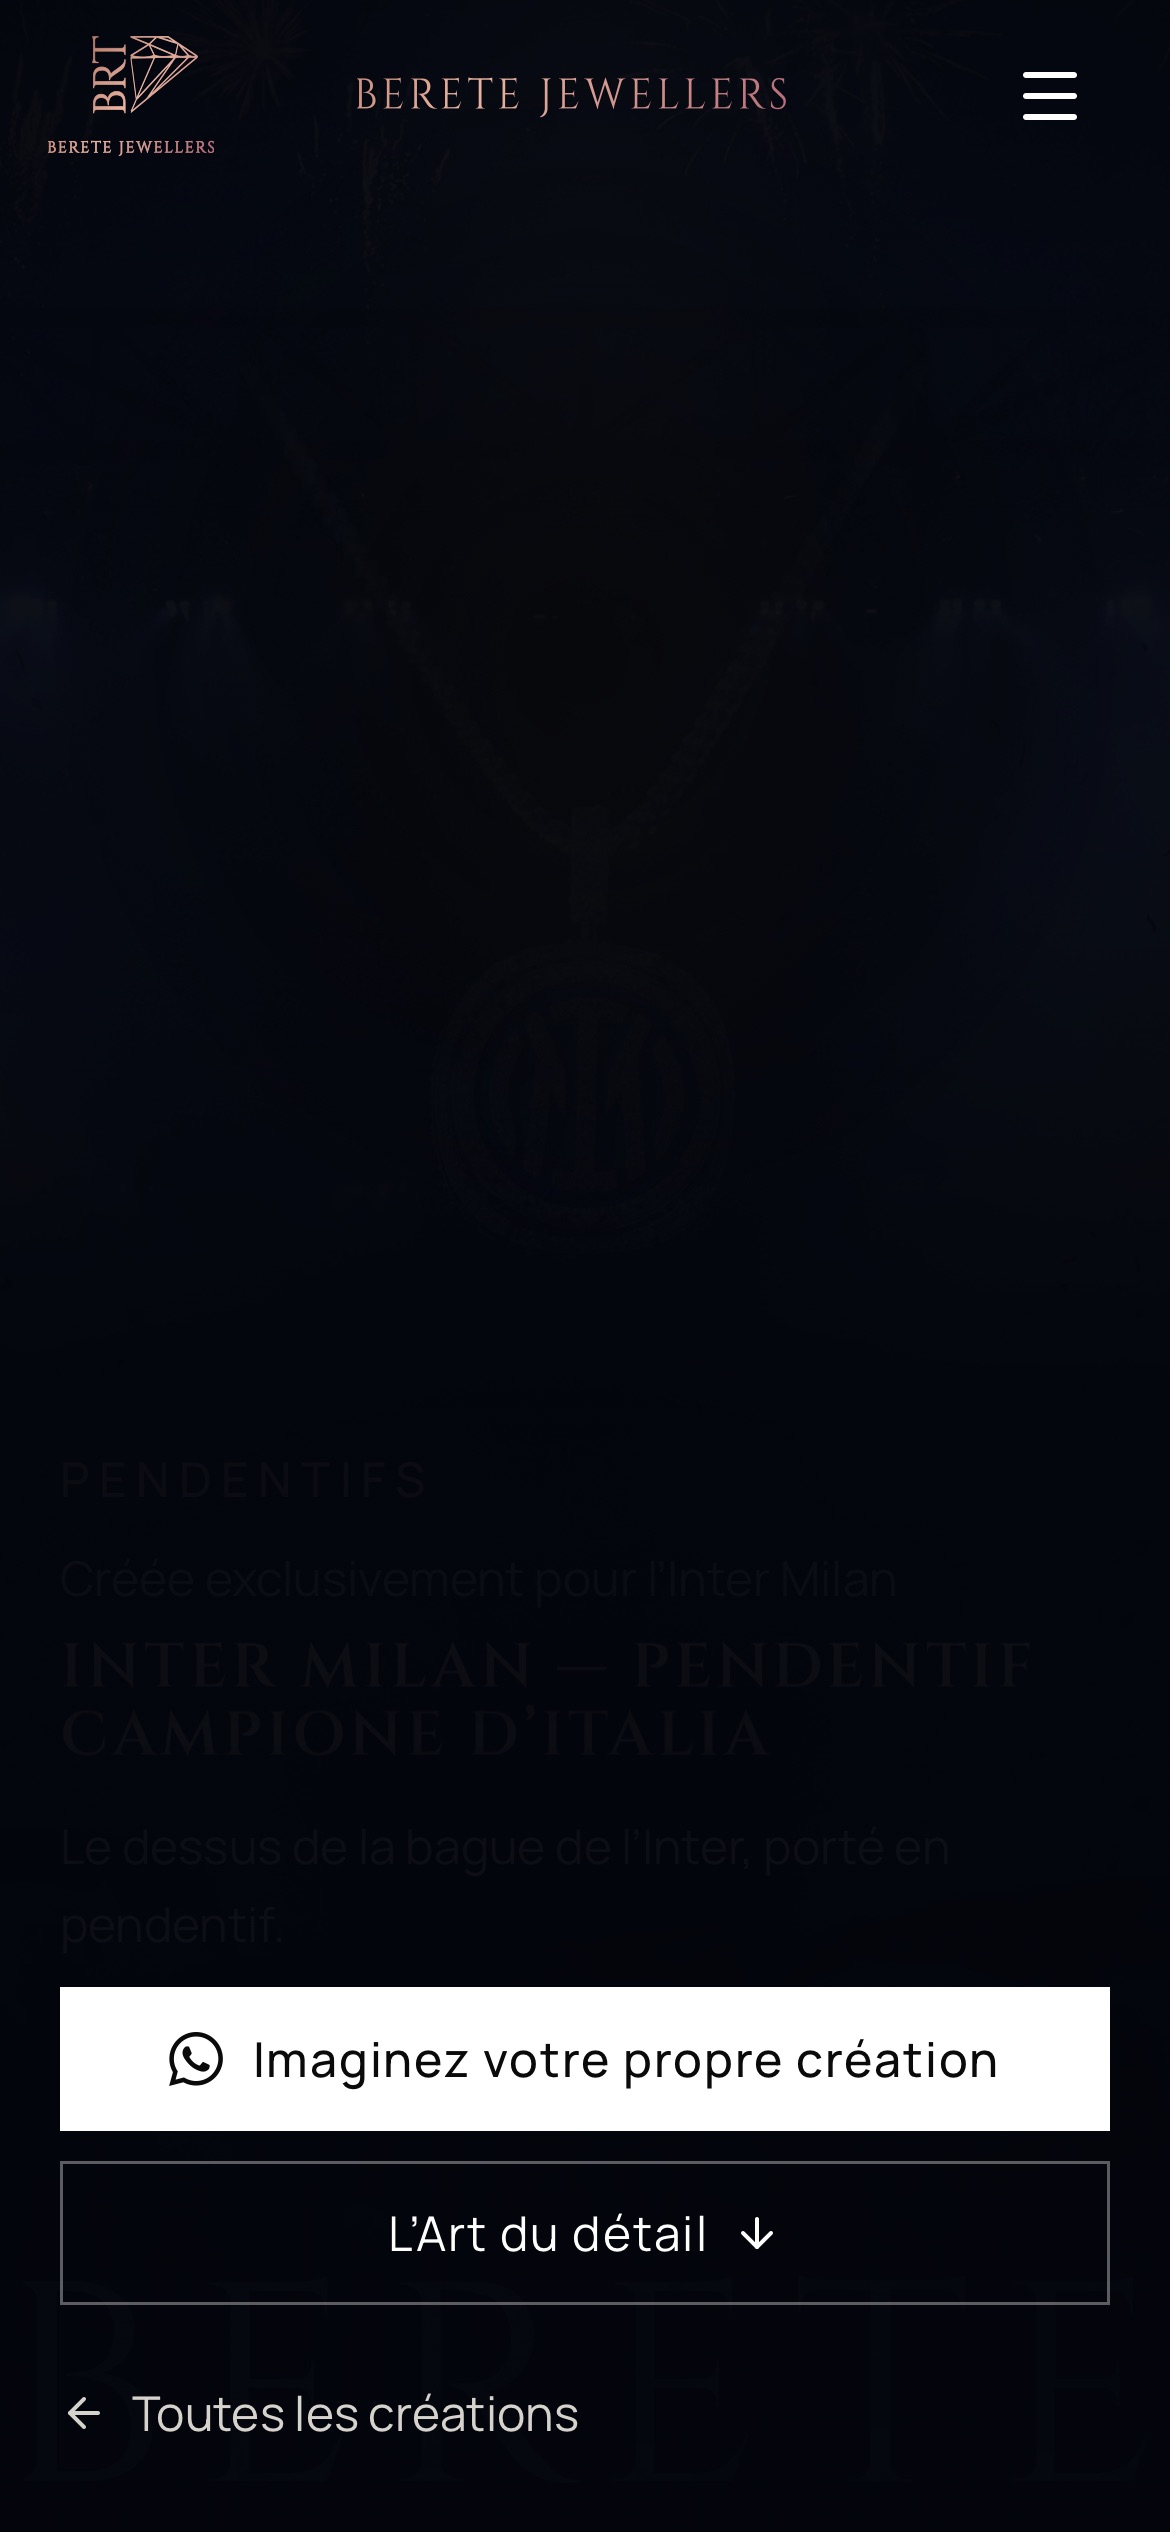 BRT
BERETE JEWELLERS
BERETE JEWELLERS
PENDENTIFS
Créée exclusivement pour l’Inter Milan
INTER MILAN — PENDENTIF
CAMPIONE D’ITALIA
Le dessus de la bague de l’Inter, porté en
pendentif.
Imaginez votre propre création
L’Art du détail
BERETE
Toutes les créations